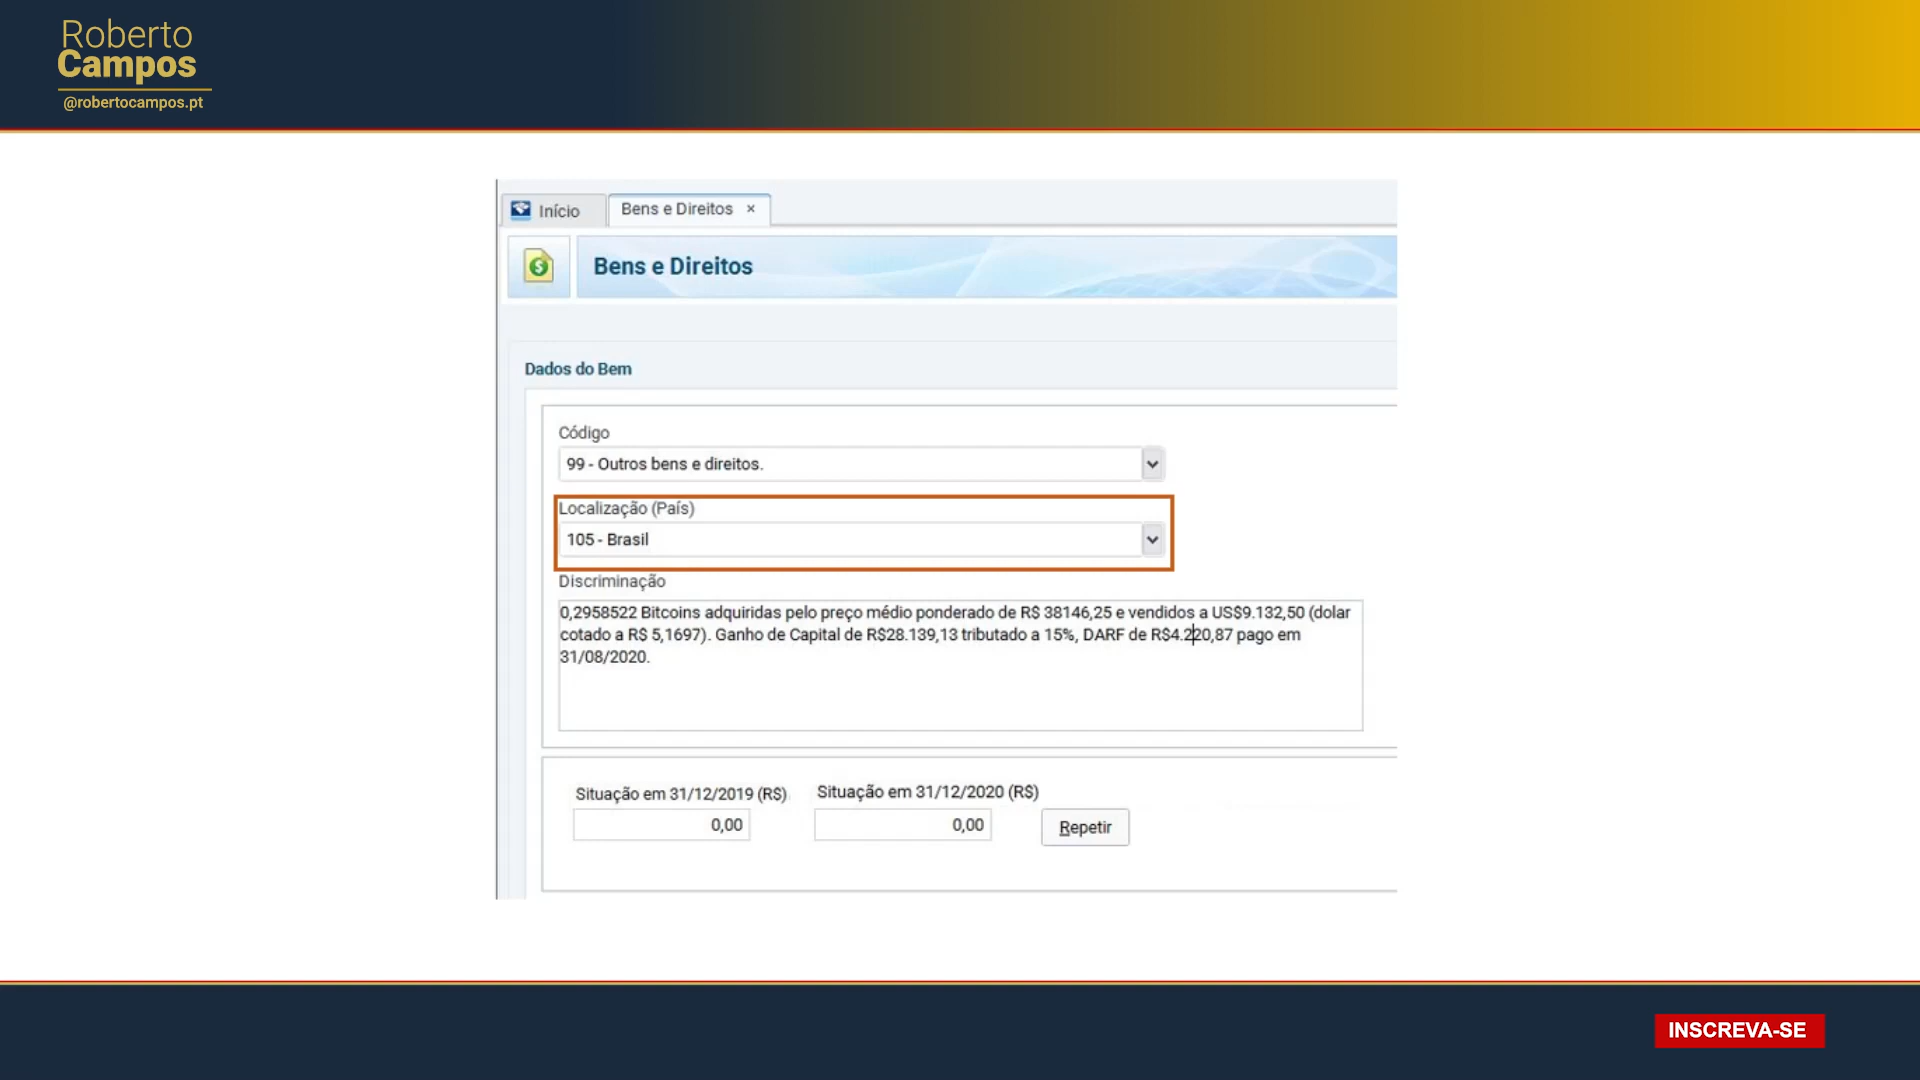 Roberto
Campos
@robertocampos.pt
Início
Bens e Direitos ×
Bens e Direitos
Dados do Bem
Código
99 - Outros bens e direitos.
Localização (País)
105 - Brasil
Discriminação
0,2958522 Bitcoins adquiridas pelo preço médio ponderado de R$ 38146,25 e vendidos a US$9.132,50 (dolar
cotado a R$ 5,1697). Ganho de Capital de R$28.139,13 tributado a 15%, DARF de R$4.220,87 pago em
31/08/2020.
Situação em 31/12/2019 (R$)
Situação em 31/12/2020 (R$)
0,00
0,00
Repetir
INSCREVA-SE